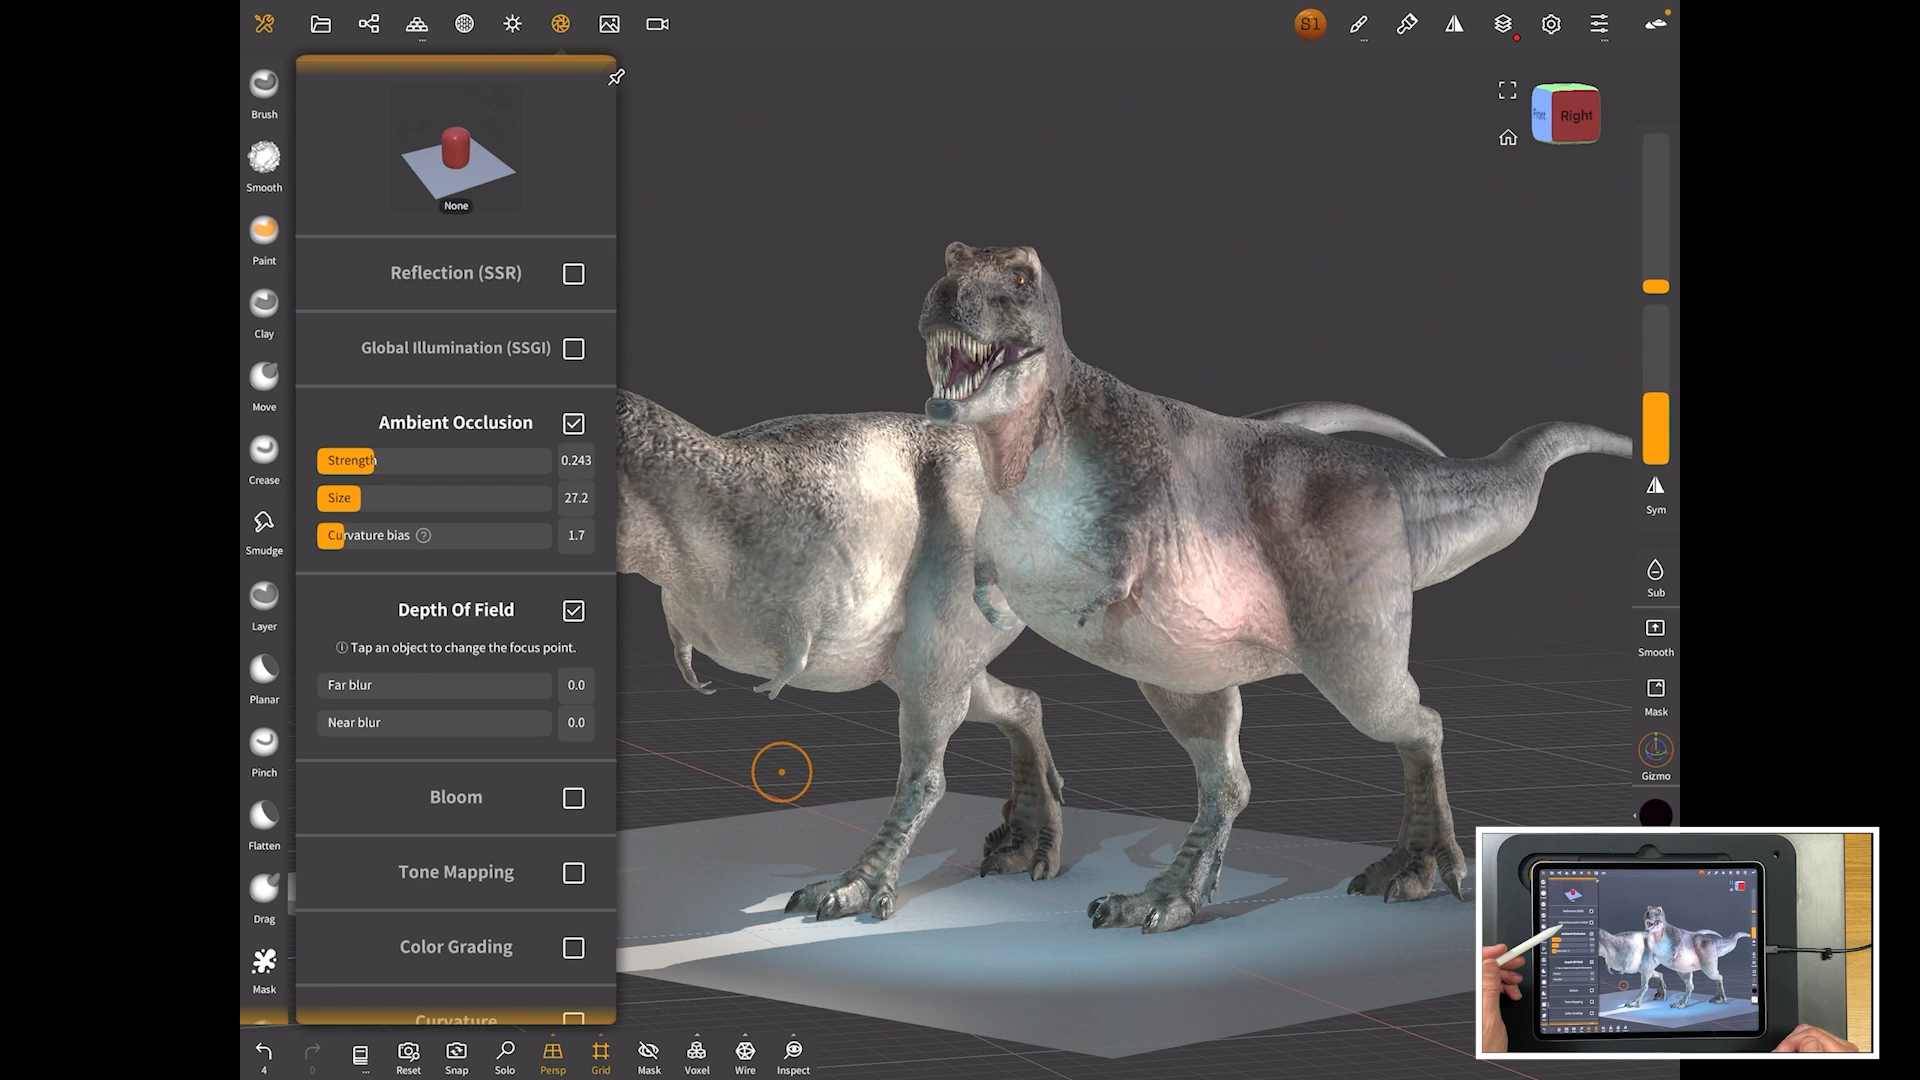 S1
Brush
Smooth
Paint
Clay
Move
Crease
Smudge
Layer
Planar
Pinch
Flatten
Drag
Mask
None
Reflection (SSR)
Global Illumination (SSGI)
Ambient Occlusion
Strength 0.243
Size 27.2
Curvature bias ? 1.7
Depth Of Field
Tap an object to change the focus point.
Far blur 0.0
Near blur 0.0
Bloom
Tone Mapping
Color Grading
Curvature
Front Right
Sym
Sub
Smooth
Mask
Gizmo
4
0
...
Reset
Snap
Solo
Persp
Grid
Mask
Voxel
Wire
Inspect